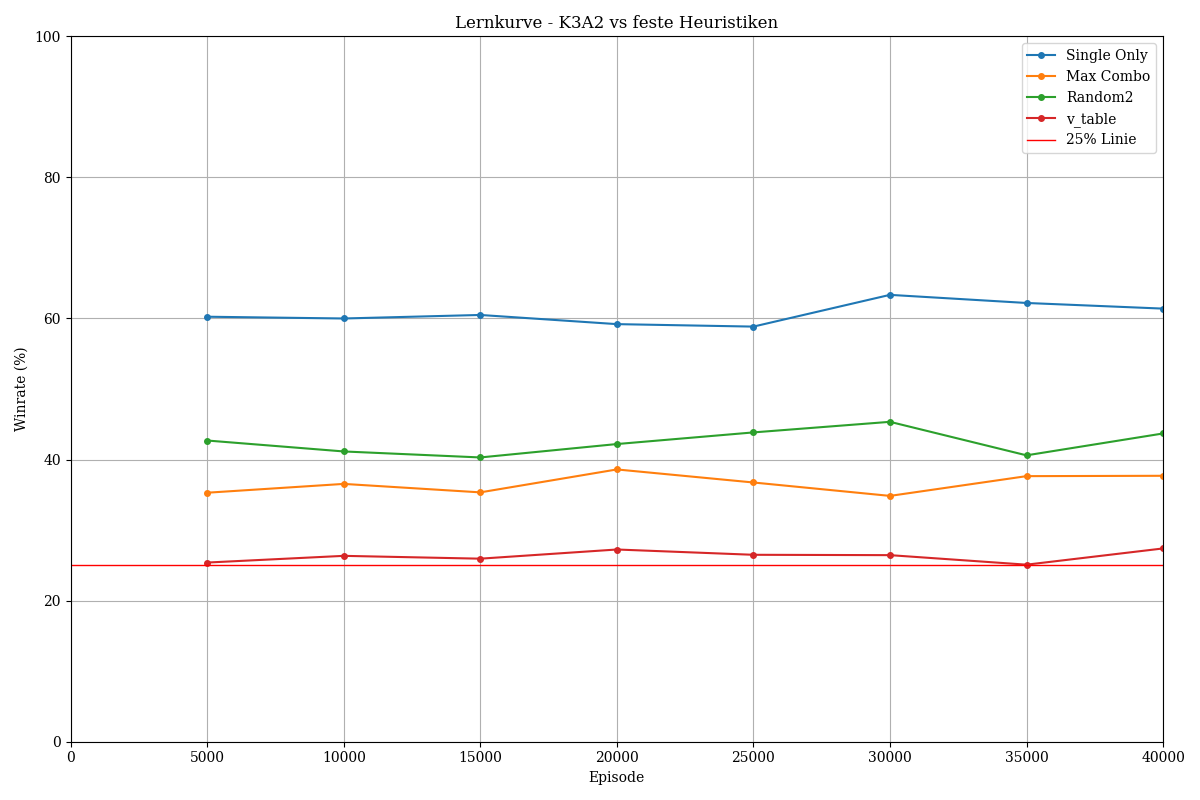 Lernkurve - K3A2 vs feste Heuristiken
100
80
60
40
20
0
Winrate (%)
Single Only
Max Combo
Random2
v_table
25% Linie
0 5000 10000 15000 20000 25000 30000 35000 40000
Episode